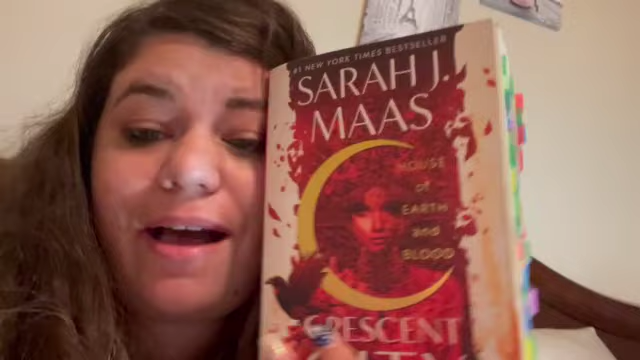 #1 NEW YORK TIMES BESTSELLER
SARAH J.
MAAS
HOUSE
of
EARTH
and
BLOOD
CRESCENT